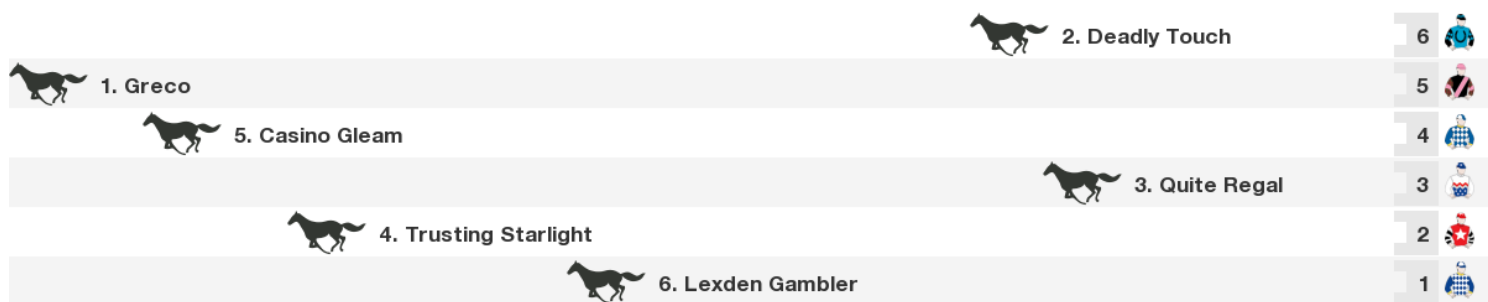 2. Deadly Touch 6
1. Greco 5
5. Casino Gleam 4
3. Quite Regal 3
4. Trusting Starlight 2
6. Lexden Gambler 1